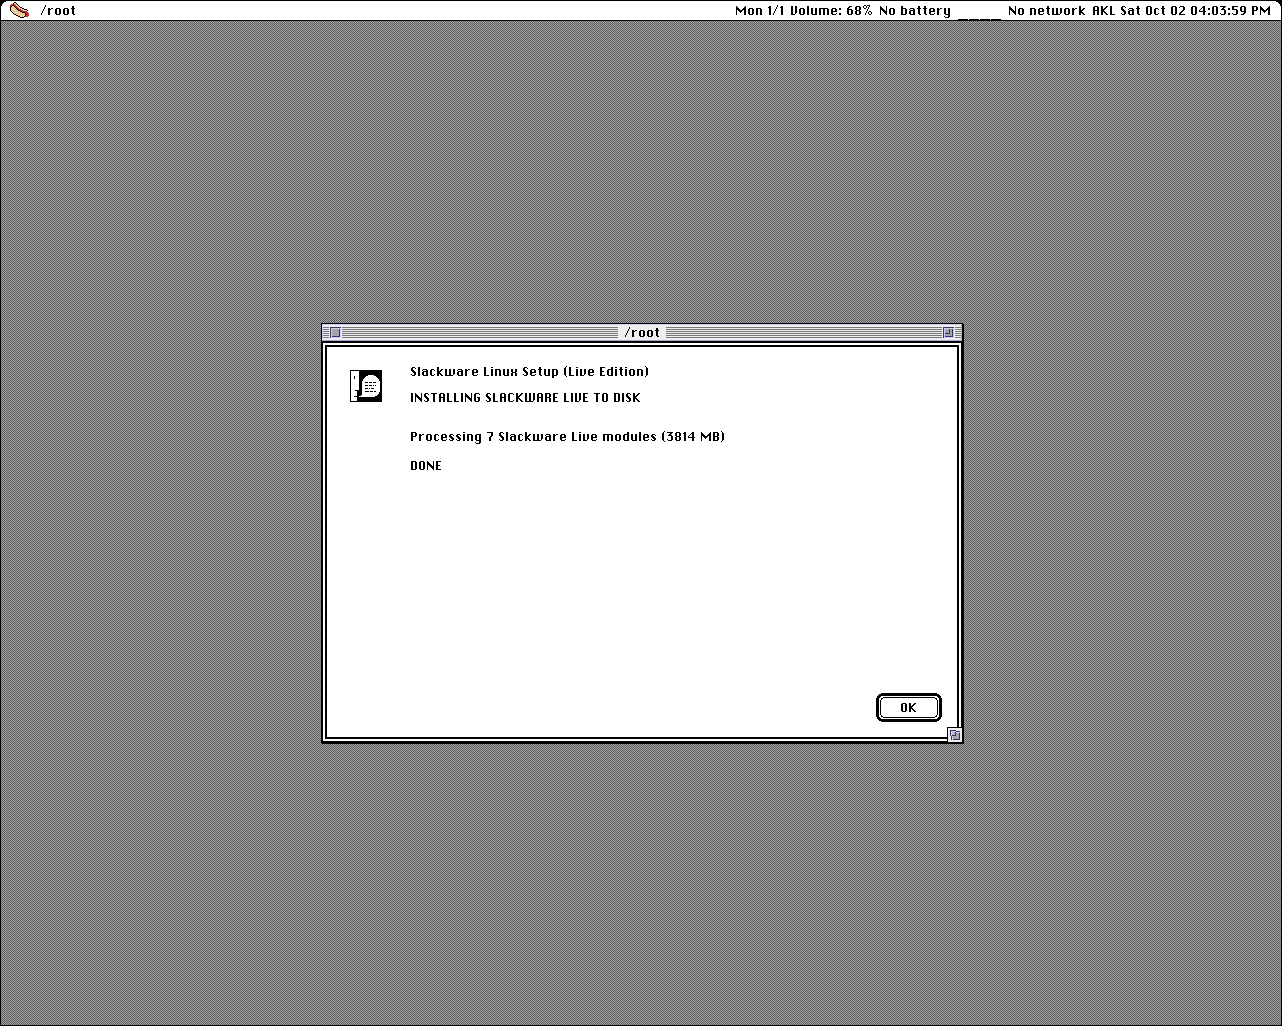 /root
Mon 1/1 Volume: 68% No battery ____ No network AKL Sat Oct 02 04:03:59 PM
/root
Slackware Linux Setup (Live Edition)
INSTALLING SLACKWARE LIVE TO DISK
Processing 7 Slackware Live modules (3814 MB)
DONE
OK